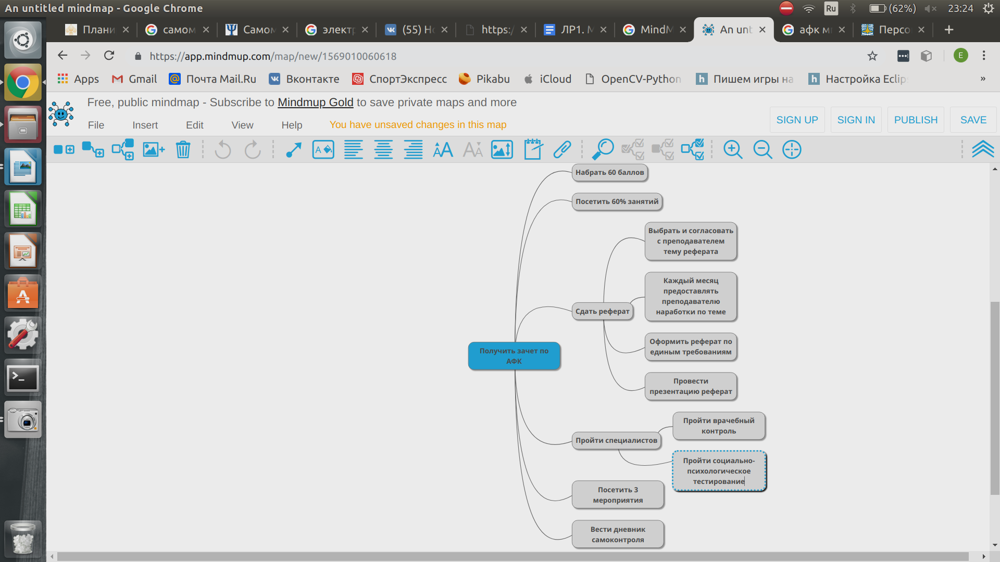 An untitled mindmap - Google Chrome
Ru
(62%)
23:24
Плани
самом
Самом
электр
(55) Но
https:/
ЛР1. М
MindM
An unt
афк м
Персо
https://app.mindmup.com/map/new/1569010060618
E
Apps
Gmail
Почта Mail.Ru
Вконтакте
СпортЭкспресс
Pikabu
iCloud
OpenCV-Python
Пишем игры на
Настройка Eclip
»
Free, public mindmap - Subscribe to Mindmup Gold to save private maps and more
File
Insert
Edit
View
Help
You have unsaved changes in this map
SIGN UP
SIGN IN
PUBLISH
SAVE
Набрать 60 баллов
Посетить 60% занятий
Выбрать и согласовать
с преподавателем
тему реферата
Каждый месяц
предоставлять
преподавателю
наработки по теме
Сдать реферат
Оформить реферат по
единым требованиям
Получить зачет по
АФК
Провести
презентацию реферат
Пройти врачебный
контроль
Пройти специалистов
Пройти социально-
психологическое
тестирование
Посетить 3
мероприятия
Вести дневник
самоконтроля